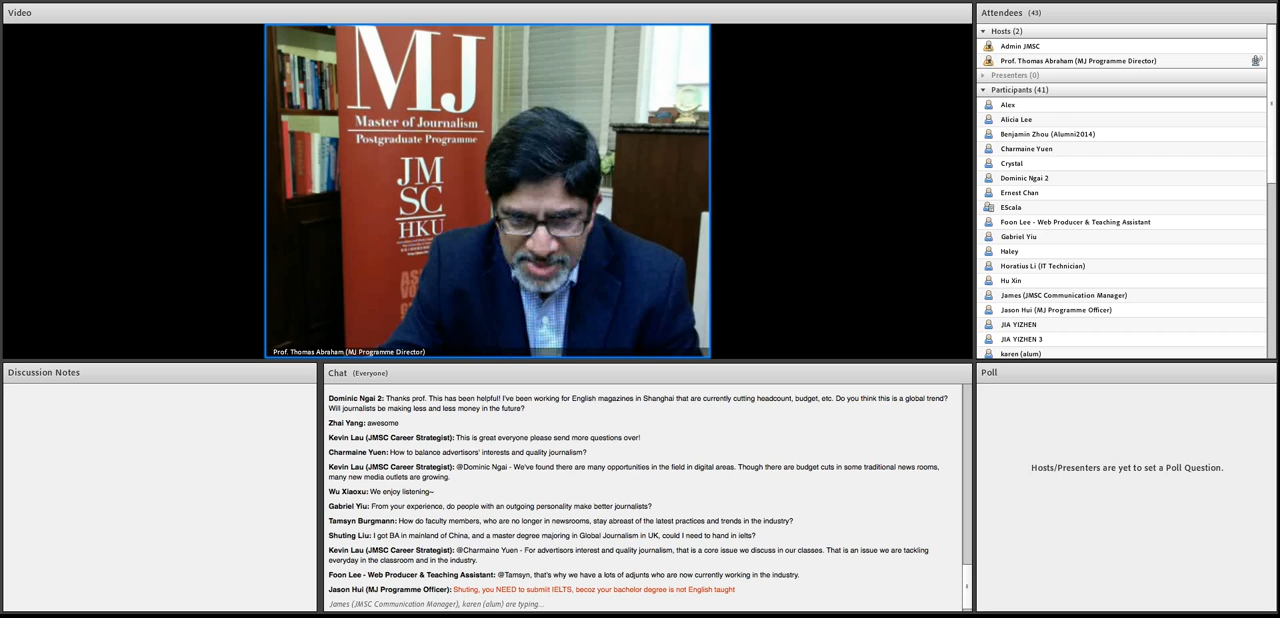 Video
MJ
Master of Journalism
Postgraduate Programme
JM
SC
HKU
Prof. Thomas Abraham (MJ Programme Director)
Attendees (43)
Hosts (2)
Admin JMSC
Prof. Thomas Abraham (MJ Programme Director)
Presenters (0)
Participants (41)
Alex
Alicia Lee
Benjamin Zhou (Alumni2014)
Charmaine Yuen
Crystal
Dominic Ngai 2
Ernest Chan
EScala
Foon Lee - Web Producer & Teaching Assistant
Gabriel Yiu
Haley
Horatius Li (IT Technician)
Hu Xin
James (JMSC Communication Manager)
Jason Hui (MJ Programme Officer)
JIA YIZHEN
JIA YIZHEN 3
karen (alum)
Discussion Notes
Chat (Everyone)
Dominic Ngai 2: Thanks prof. This has been helpful! I've been working for English magazines in Shanghai that are currently cutting headcount, budget, etc. Do you think this is a global trend?
Will journalists be making less and less money in the future?
Zhai Yang: awesome
Kevin Lau (JMSC Career Strategist): This is great everyone please send more questions over!
Charmaine Yuen: How to balance advertisors' interests and quality journalism?
Kevin Lau (JMSC Career Strategist): @Dominic Ngai - We've found there are many opportunities in the field in digital areas. Though there are budget cuts in some traditional news rooms,
many new media outlets are growing.
Wu Xiaoxu: We enjoy listening~
Gabriel Yiu: From your experience, do people with an outgoing personality make better journalists?
Tamsyn Burgmann: How do faculty members, who are no longer in newsrooms, stay abreast of the latest practices and trends in the industry?
Shuting Liu: I got BA in mainland of China, and a master degree majoring in Global Journalism in UK, could I need to hand in ielts?
Kevin Lau (JMSC Career Strategist): @Charmaine Yuen - For advertisors interest and quality journalism, that is a core issue we discuss in our classes. That is an issue we are tackling
everyday in the classroom and in the industry.
Foon Lee - Web Producer & Teaching Assistant: @Tamsyn, that's why we have a lots of adjunts who are now currently working in the industry.
Jason Hui (MJ Programme Officer): Shuting, you NEED to submit IELTS, becoz your bachelor degree is not English taught
James (JMSC Communication Manager), karen (alum) are typing...
Poll
Hosts/Presenters are yet to set a Poll Question.